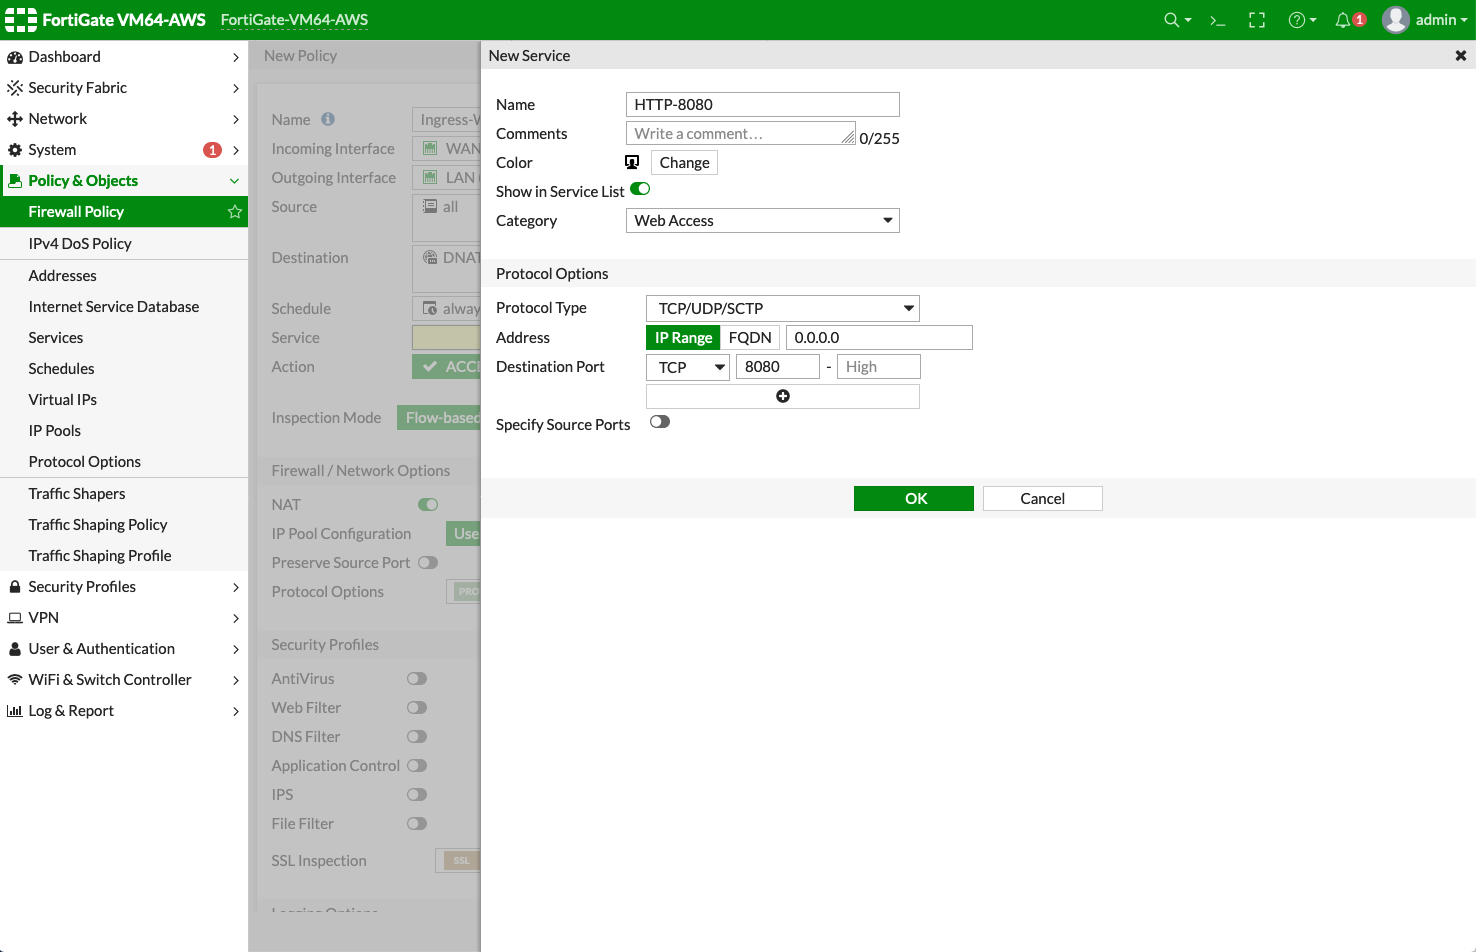 FortiGate VM64-AWS FortiGate-VM64-AWS 1 admin
Dashboard
Security Fabric
Network
System 1
Policy & Objects
Firewall Policy
IPv4 DoS Policy
Addresses
Internet Service Database
Services
Schedules
Virtual IPs
IP Pools
Protocol Options
Traffic Shapers
Traffic Shaping Policy
Traffic Shaping Profile
Security Profiles
VPN
User & Authentication
WiFi & Switch Controller
Log & Report
New Policy
Name Ingress-W
Incoming Interface WAN
Outgoing Interface LAN
Source all
Destination DNAT
Schedule alway
Service
Action ACCE
Inspection Mode Flow-based
Firewall / Network Options
NAT
IP Pool Configuration Use
Preserve Source Port
Protocol Options PRO
Security Profiles
AntiVirus
Web Filter
DNS Filter
Application Control
IPS
File Filter
SSL Inspection SSL
Logging Options
New Service
Name HTTP-8080
Comments Write a comment... 0/255
Color Change
Show in Service List
Category Web Access
Protocol Options
Protocol Type TCP/UDP/SCTP
Address IP Range FQDN 0.0.0.0
Destination Port TCP 8080 - High
Specify Source Ports
OK Cancel